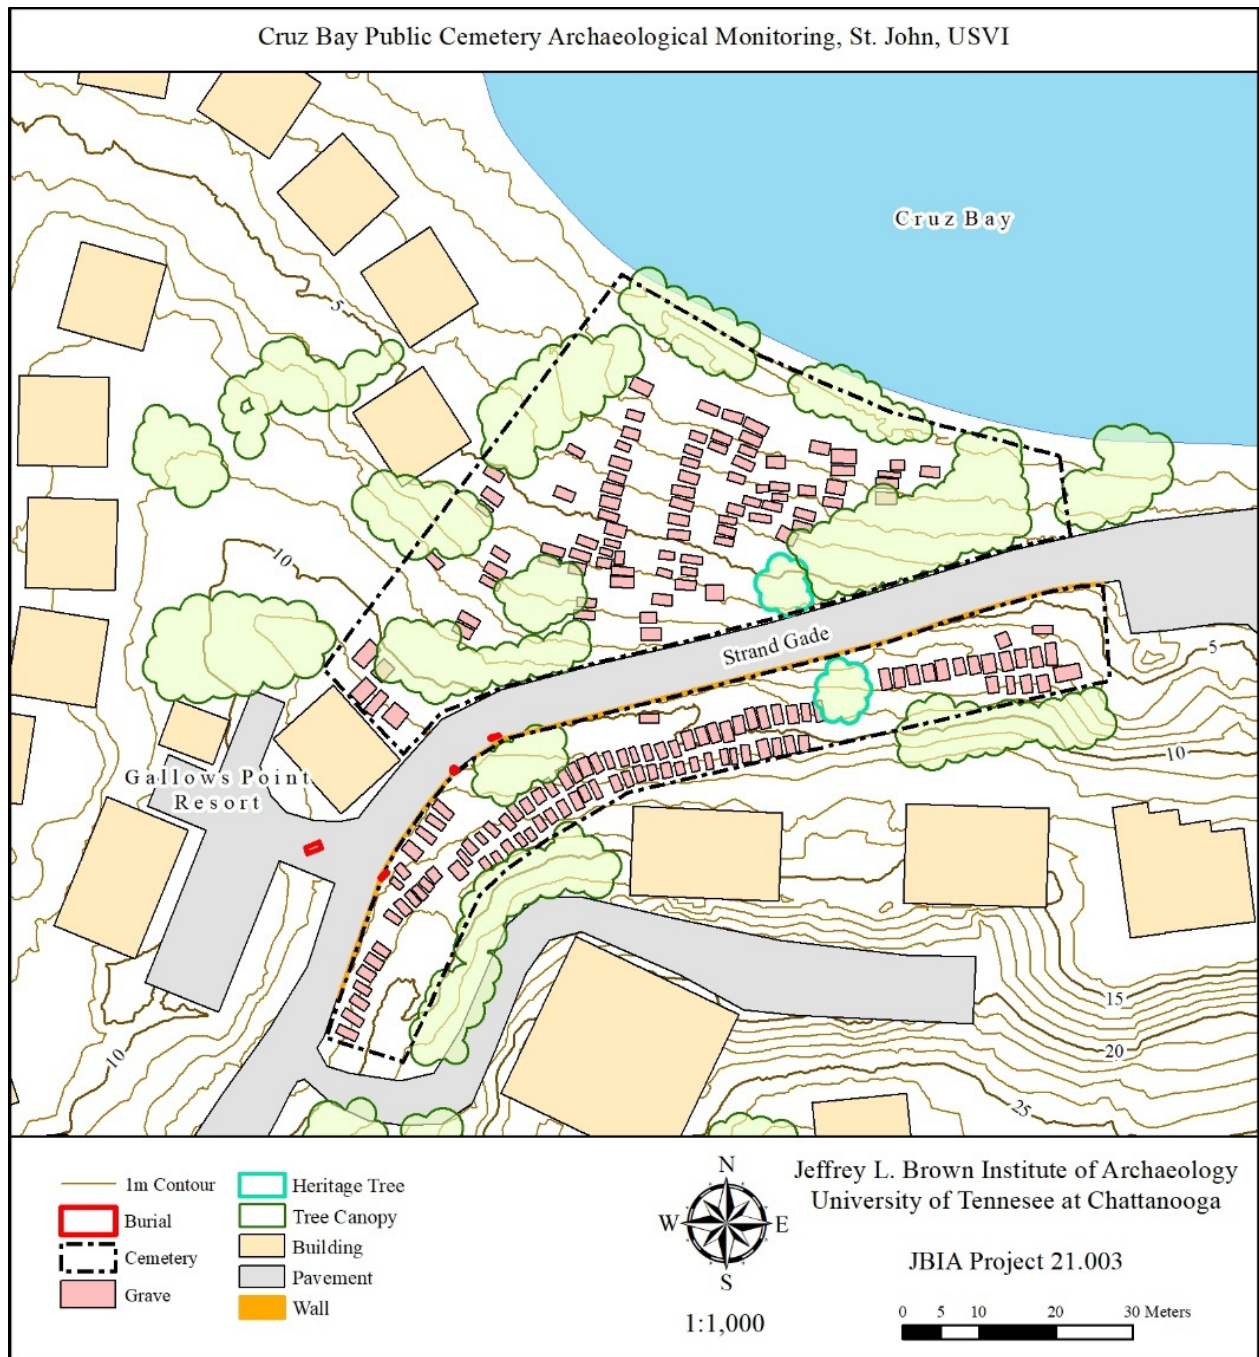 Cruz Bay Public Cemetery Archaeological Monitoring, St. John, USVI
Cruz Bay
5
10
Strand Gade
5
10
Gallows Point
Resort
15
10
20
25
1m Contour
Burial
Cemetery
Grave
Heritage Tree
Tree Canopy
Building
Pavement
Wall
N
W E
S
1:1,000
Jeffrey L. Brown Institute of Archaeology
University of Tennesee at Chattanooga
JBIA Project 21.003
0 5 10 20 30 Meters